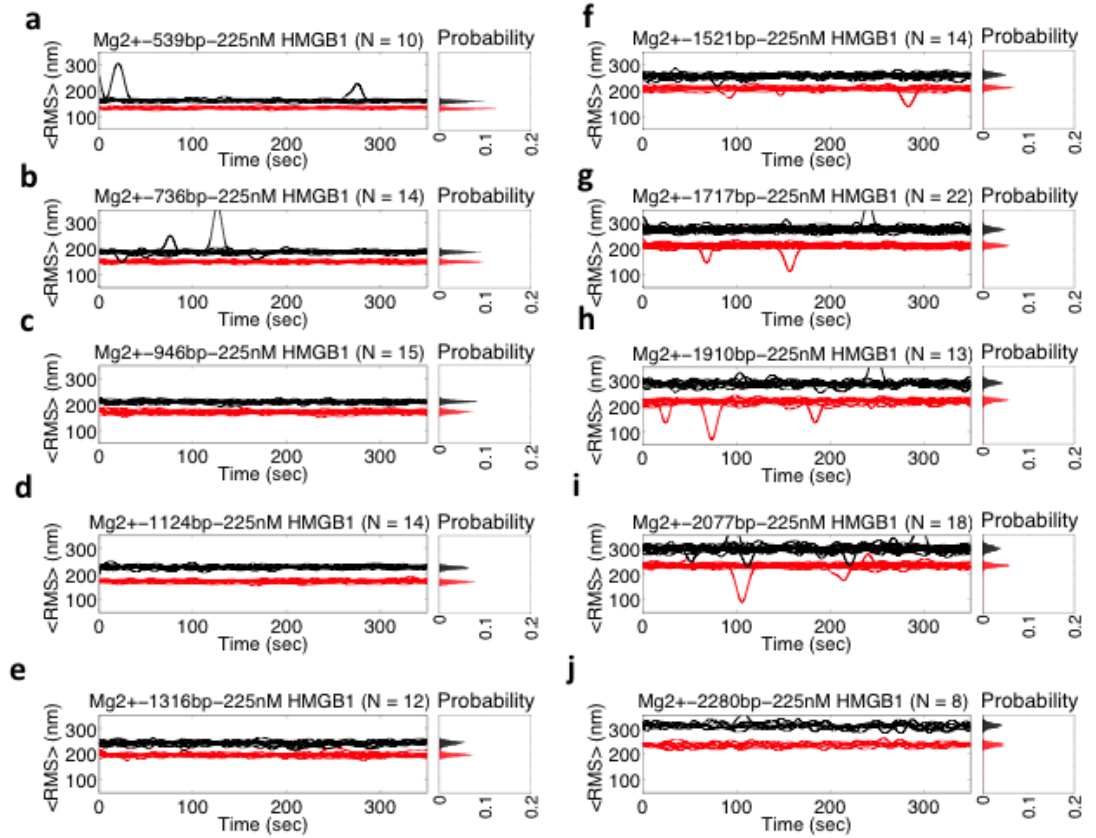 a
Mg2+−539bp−225nM HMGB1 (N = 10) Probability
<RMS> (nm)
300
200
100
0 100 200 300
Time (sec)
0 0.1 0.2
b
Mg2+−736bp−225nM HMGB1 (N = 14) Probability
<RMS> (nm)
300
200
100
0 100 200 300
Time (sec)
0 0.1 0.2
c
Mg2+−946bp−225nM HMGB1 (N = 15) Probability
<RMS> (nm)
300
200
100
0 100 200 300
Time (sec)
0 0.1 0.2
d
Mg2+−1124bp−225nM HMGB1 (N = 14) Probability
<RMS> (nm)
300
200
100
0 100 200 300
Time (sec)
0 0.1 0.2
e
Mg2+−1316bp−225nM HMGB1 (N = 12) Probability
<RMS> (nm)
300
200
100
0 100 200 300
Time (sec)
0 0.1 0.2
f
Mg2+−1521bp−225nM HMGB1 (N = 14) Probability
<RMS> (nm)
300
200
100
0 100 200 300
Time (sec)
0 0.1 0.2
g
Mg2+−1717bp−225nM HMGB1 (N = 22) Probability
<RMS> (nm)
300
200
100
0 100 200 300
Time (sec)
0 0.1 0.2
h
Mg2+−1910bp−225nM HMGB1 (N = 13) Probability
<RMS> (nm)
300
200
100
0 100 200 300
Time (sec)
0 0.1 0.2
i
Mg2+−2077bp−225nM HMGB1 (N = 18) Probability
<RMS> (nm)
300
200
100
0 100 200 300
Time (sec)
0 0.1 0.2
j
Mg2+−2280bp−225nM HMGB1 (N = 8) Probability
<RMS> (nm)
300
200
100
0 100 200 300
Time (sec)
0 0.1 0.2